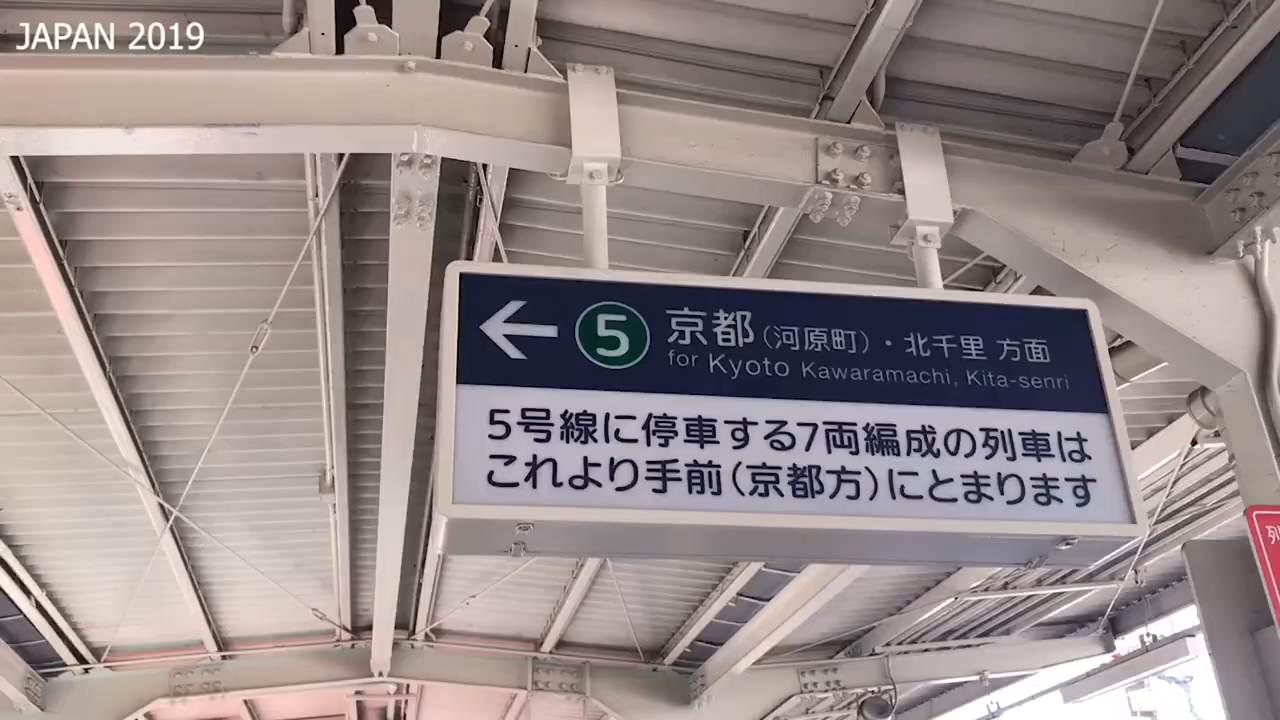 JAPAN 2019
← 5 京都(河原町)・北千里 方面
for Kyoto Kawaramachi, Kita-senri
5号線に停車する7両編成の列車は
これより手前(京都方)にとまります
列